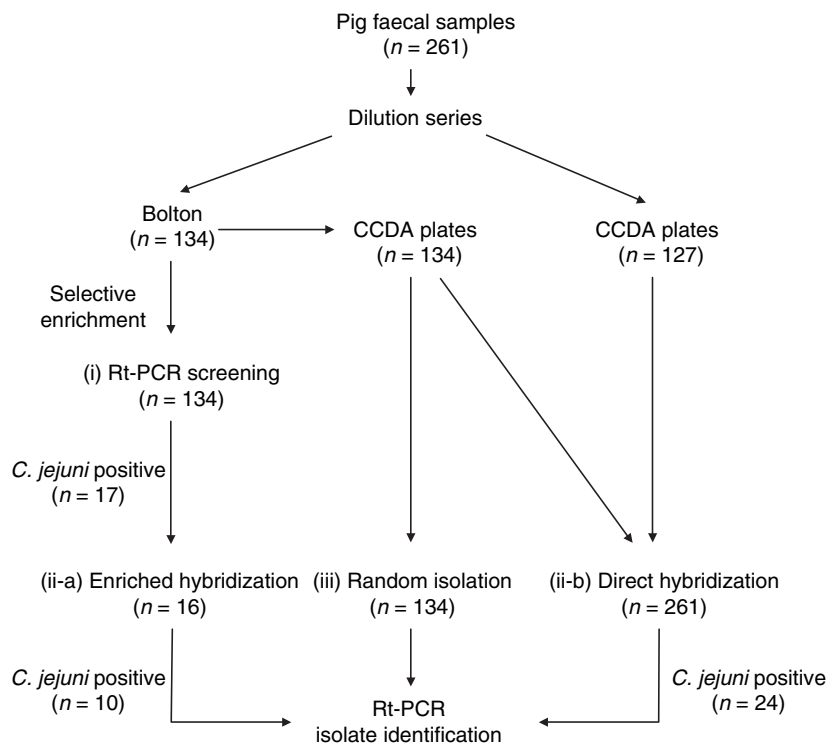 Pig faecal samples
(n = 261)
Dilution series
Bolton
(n = 134)
CCDA plates
(n = 134)
CCDA plates
(n = 127)
Selective
enrichment
(i) Rt-PCR screening
(n = 134)
C. jejuni positive
(n = 17)
(ii-a) Enriched hybridization
(n = 16)
(iii) Random isolation
(n = 134)
(ii-b) Direct hybridization
(n = 261)
C. jejuni positive
(n = 10)
C. jejuni positive
(n = 24)
Rt-PCR
isolate identification